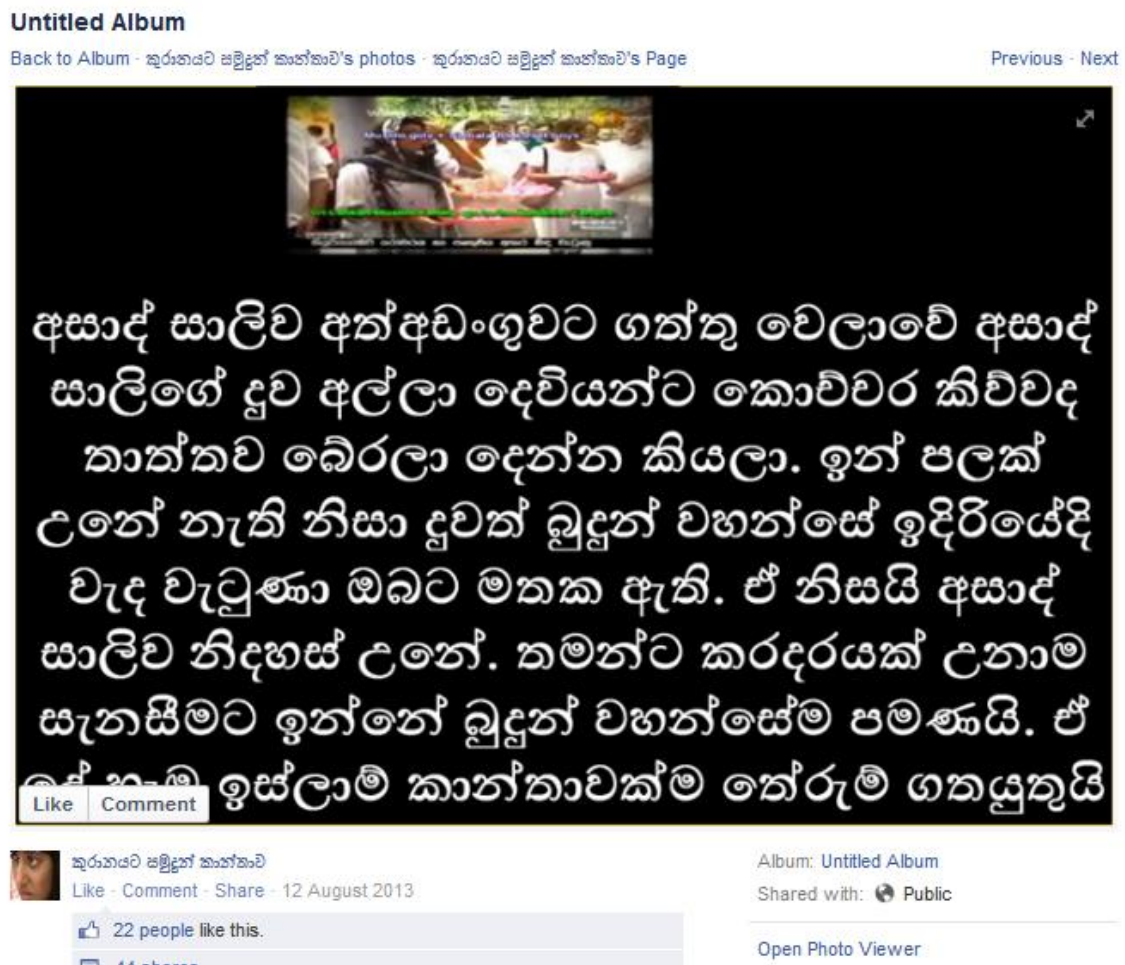 Untitled Album
Back to Album · කුරානයට සමුදුන් කාන්තාව's photos · කුරානයට සමුදුන් කාන්තාව's Page
Previous · Next
අසාද් සාලිව අත්අඩංගුවට ගත්තු වෙලාවේ අසාද්
සාලිගේ දුව අල්ලා දෙවියන්ට කොච්චර කිව්වද
තාත්තව බේරලා දෙන්න කියලා. ඉන් පලක්
උනේ නැති නිසා දුවත් බුදුන් වහන්සේ ඉදිරියේදි
වැද වැටුණා ඔබට මතක ඇති. ඒ නිසයි අසාද්
සාලිව නිදහස් උනේ. තමන්ට කරදරයක් උනාම
සැනසීමට ඉන්නේ බුදුන් වහන්සේම පමණයි. ඒ
ඉස්ලාම් කාන්තාවක්ම තේරුම් ගතයුතුයි
Like Comment
කුරානයට සමුදුන් කාන්තාව
Like · Comment · Share · 12 August 2013
22 people like this.
Album: Untitled Album
Shared with: Public
Open Photo Viewer